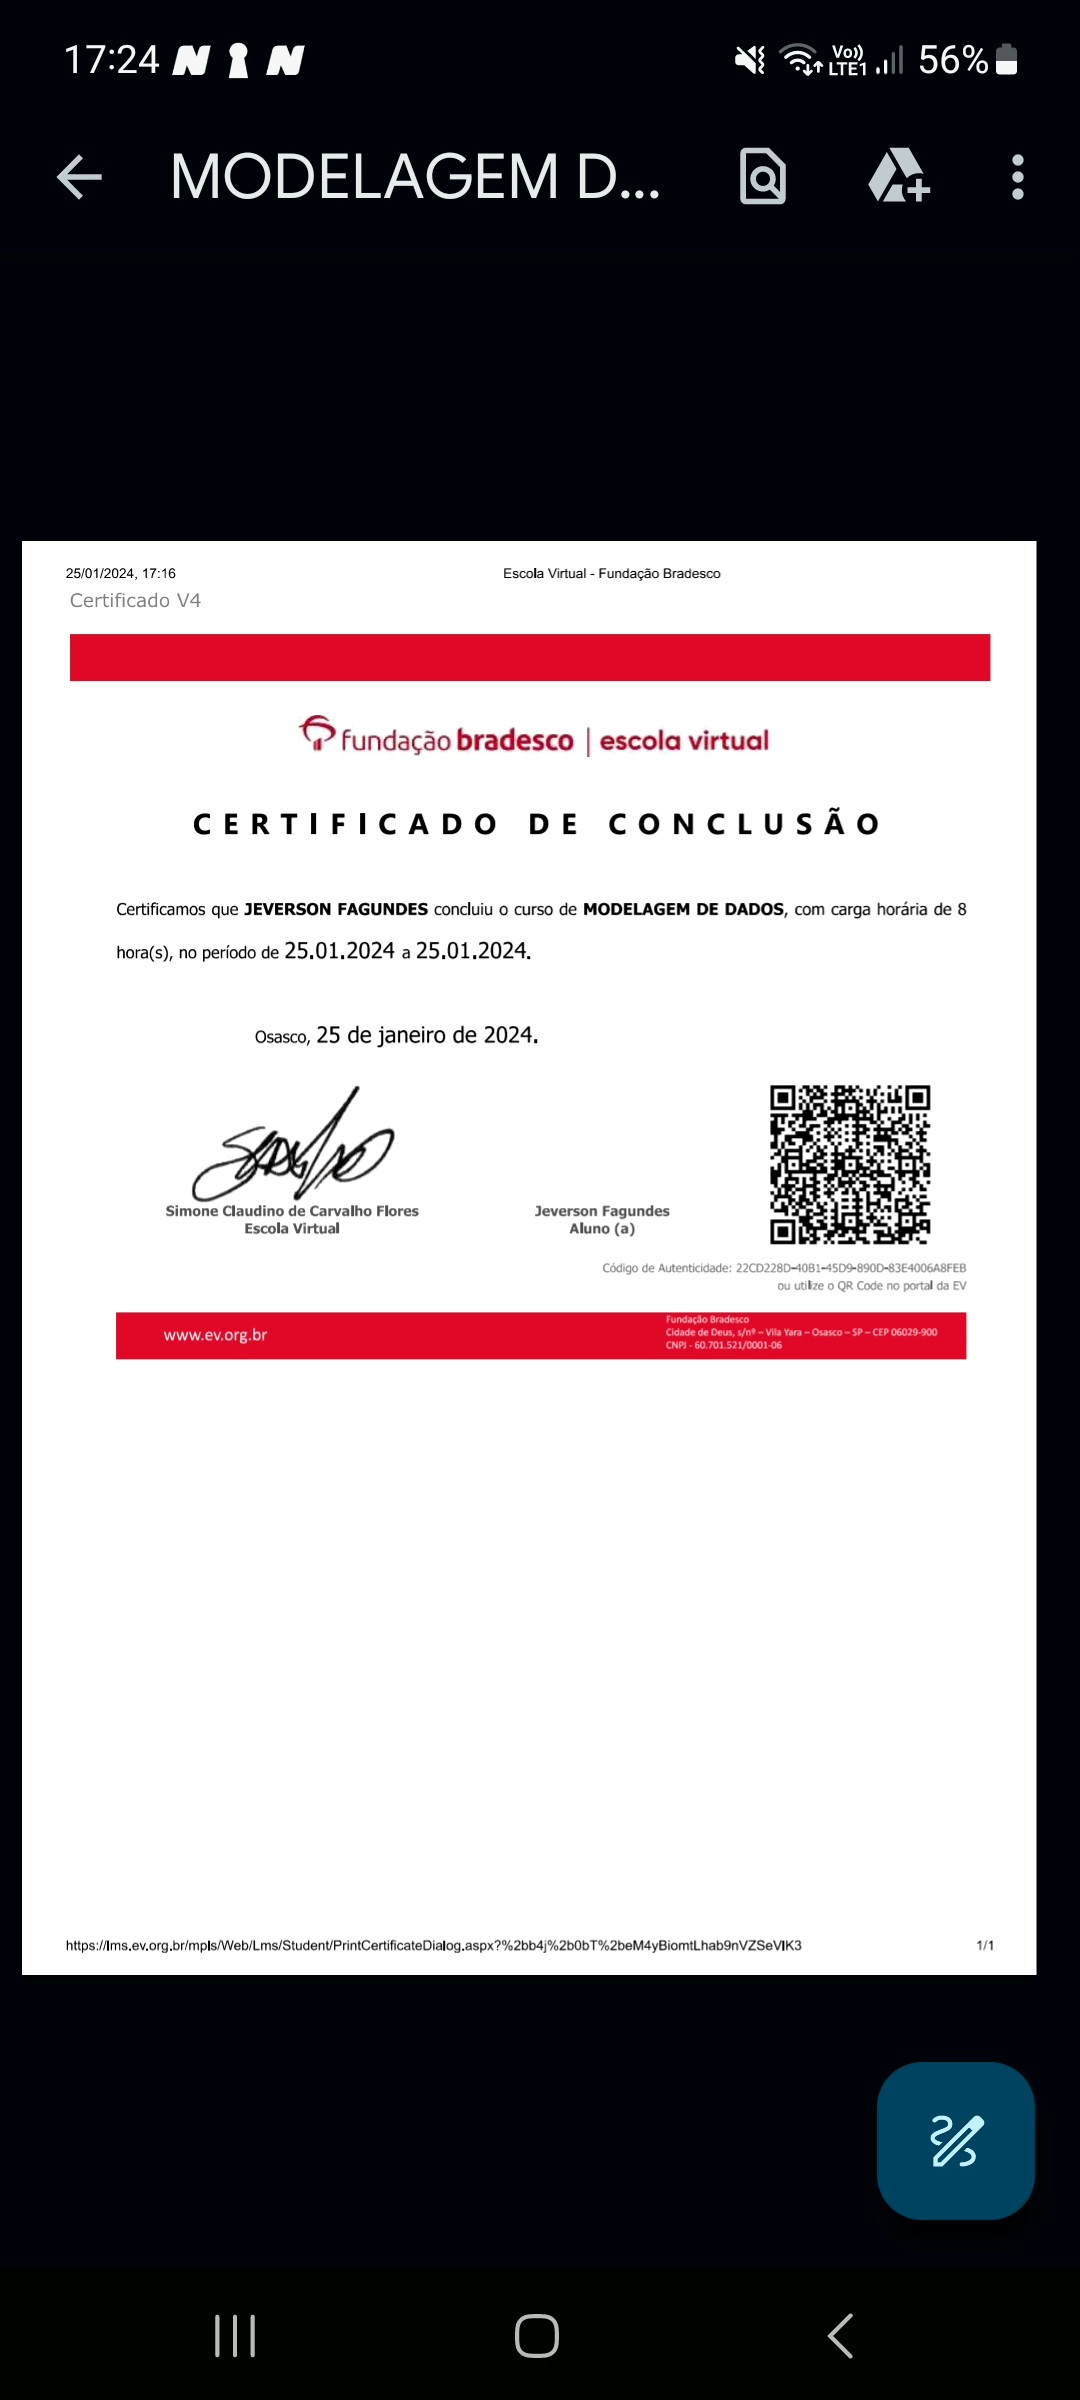 17:24
Vo)) LTE1 56%
MODELAGEM D...
25/01/2024, 17:16 Escola Virtual - Fundação Bradesco
Certificado V4
fundação bradesco | escola virtual
CERTIFICADO DE CONCLUSÃO
Certificamos que JEVERSON FAGUNDES concluiu o curso de MODELAGEM DE DADOS, com carga horária de 8
hora(s), no período de 25.01.2024 a 25.01.2024.
Osasco, 25 de janeiro de 2024.
Simone Claudino de Carvalho Flores
Escola Virtual
Jeverson Fagundes
Aluno (a)
Código de Autenticidade: 22CD228D-40B1-45D9-890D-83E4006A8FEB
ou utilize o QR Code no portal da EV
www.ev.org.br
Fundação Bradesco
Cidade de Deus, s/nº – Vila Yara – Osasco – SP – CEP 06029-900
CNPJ - 60.701.521/0001-06
https://lms.ev.org.br/mpls/Web/Lms/Student/PrintCertificateDialog.aspx?%2bb4j%2b0bT%2beM4yBiomtLhab9nVZSeVlK3 1/1